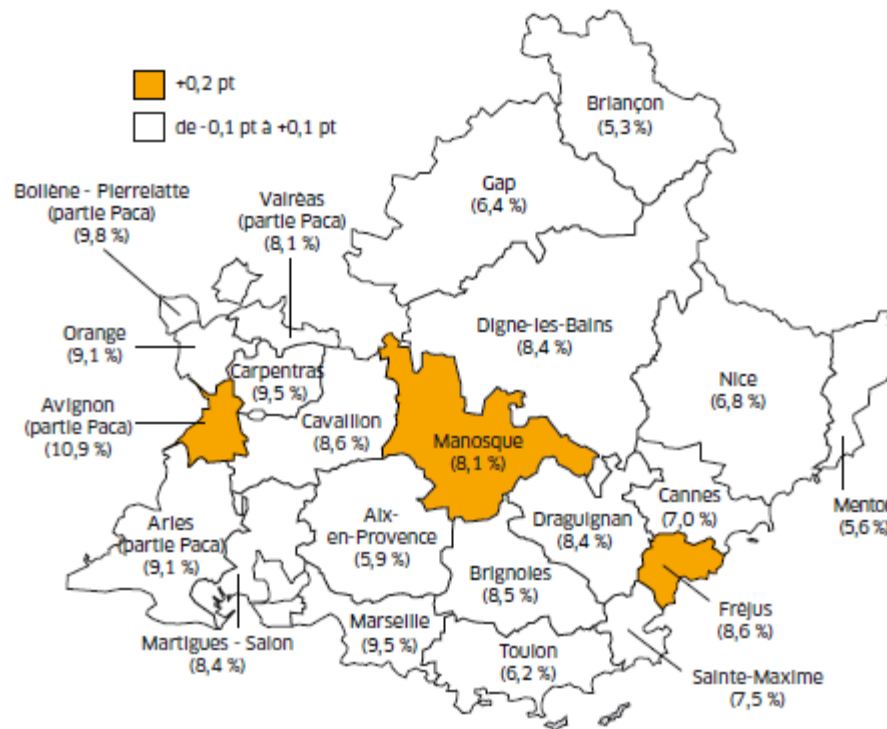 +0,2 pt
de -0,1 pt à +0,1 pt
Briançon
(5,3 %)
Gap
(6,4 %)
Bollène - Pierrelatte
(partie Paca)
(9,8 %)
Valréas
(partie Paca)
(8,1 %)
Orange
(9,1 %)
Digne-les-Bains
(8,4 %)
Carpentras
(9,5 %)
Nice
(6,8 %)
Avignon
(partie Paca)
(10,9 %)
Cavaillon
(8,6 %)
Manosque
(8,1 %)
Menton
(5,6 %)
Cannes
(7,0 %)
Arles
(partie Paca)
(9,1 %)
Aix-
en-Provence
(5,9 %)
Draguignan
(8,4 %)
Brignoles
(8,5 %)
Fréjus
(8,6 %)
Martigues - Salon
(8,4 %)
Marseille
(9,5 %)
Toulon
(6,2 %)
Sainte-Maxime
(7,5 %)